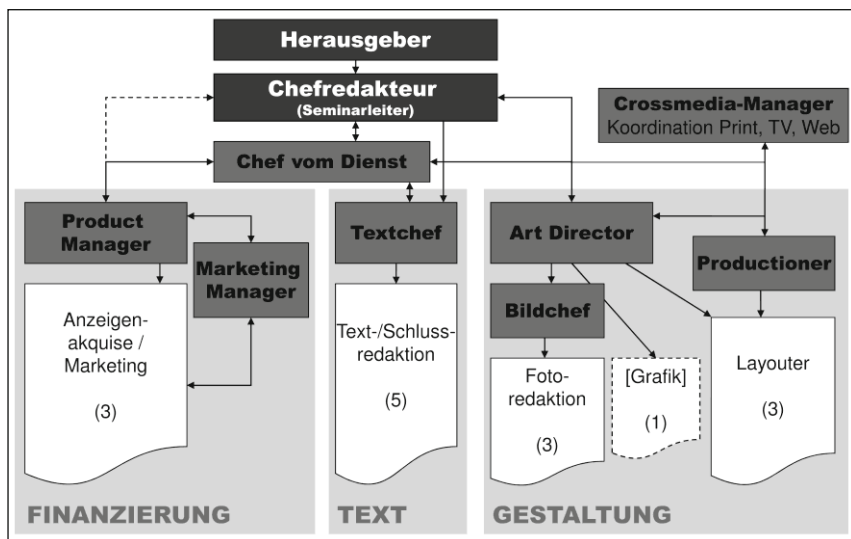 Herausgeber
Chefredakteur
(Seminarleiter)
Crossmedia-Manager
Koordination Print, TV, Web
Chef vom Dienst
Product
Manager
Marketing
Manager
Textchef
Art Director
Productioner
Bildchef
Anzeigen-
akquise /
Marketing
(3)
Text-/Schluss-
redaktion
(5)
Foto-
redaktion
(3)
[Grafik]
(1)
Layouter
(3)
FINANZIERUNG
TEXT
GESTALTUNG